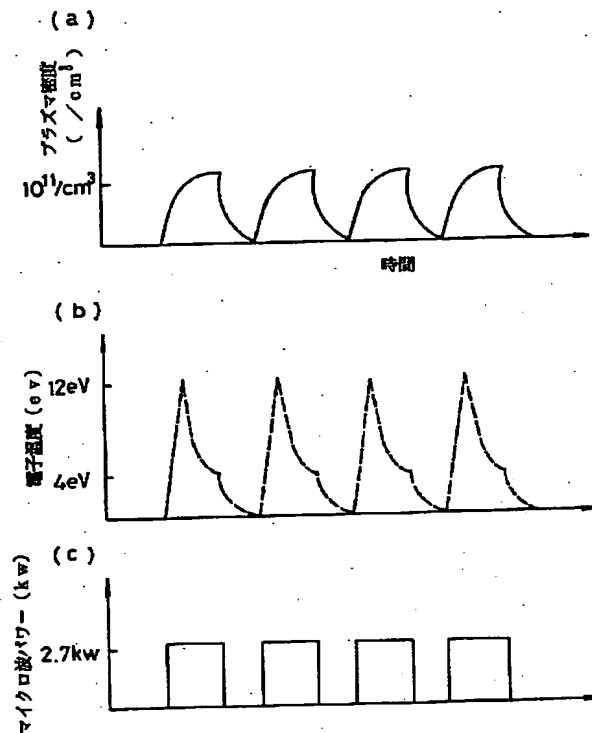 (a)
プラズマ密度
( /cm³)
10¹¹/cm³
時間
(b)
電子温度 (ev)
12eV
4eV
(c)
マイクロ波パワー (kw)
2.7kw